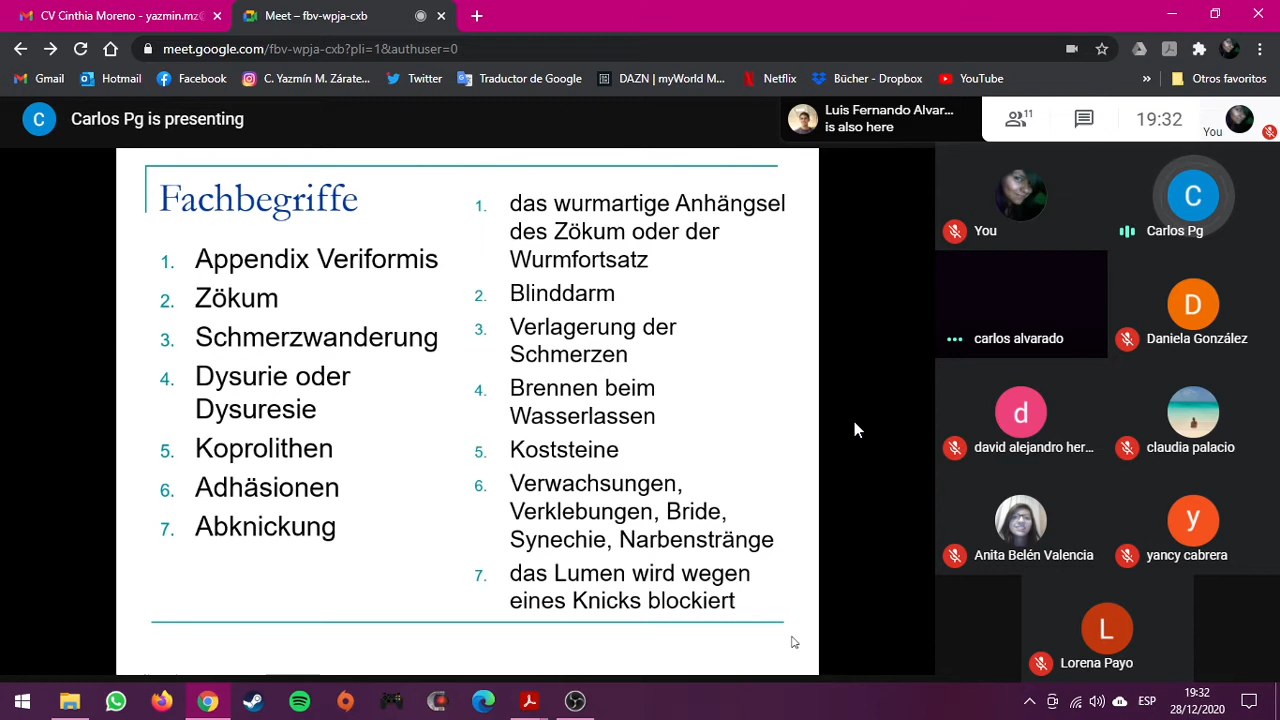 CV Cinthia Moreno - yazmin.mz
Meet – fbv-wpja-cxb
meet.google.com/fbv-wpja-cxb?pli=1&authuser=0
Gmail
Hotmail
Facebook
C. Yazmín M. Zárate...
Twitter
Traductor de Google
DAZN | myWorld M...
Netflix
Bücher - Dropbox
YouTube
»
Otros favoritos
C
Carlos Pg is presenting
Luis Fernando Alvar...
is also here
11
19:32
You
Fachbegriffe
1. Appendix Veriformis
2. Zökum
3. Schmerzwanderung
4. Dysurie oder
Dysuresie
5. Koprolithen
6. Adhäsionen
7. Abknickung
1. das wurmartige Anhängsel
des Zökum oder der
Wurmfortsatz
2. Blinddarm
3. Verlagerung der
Schmerzen
4. Brennen beim
Wasserlassen
5. Koststeine
6. Verwachsungen,
Verklebungen, Bride,
Synechie, Narbenstränge
7. das Lumen wird wegen
eines Knicks blockiert
You
C
Carlos Pg
carlos alvarado
D
Daniela González
d
david alejandro her...
claudia palacio
Anita Belén Valencia
y
yancy cabrera
L
Lorena Payo
ESP
19:32
28/12/2020